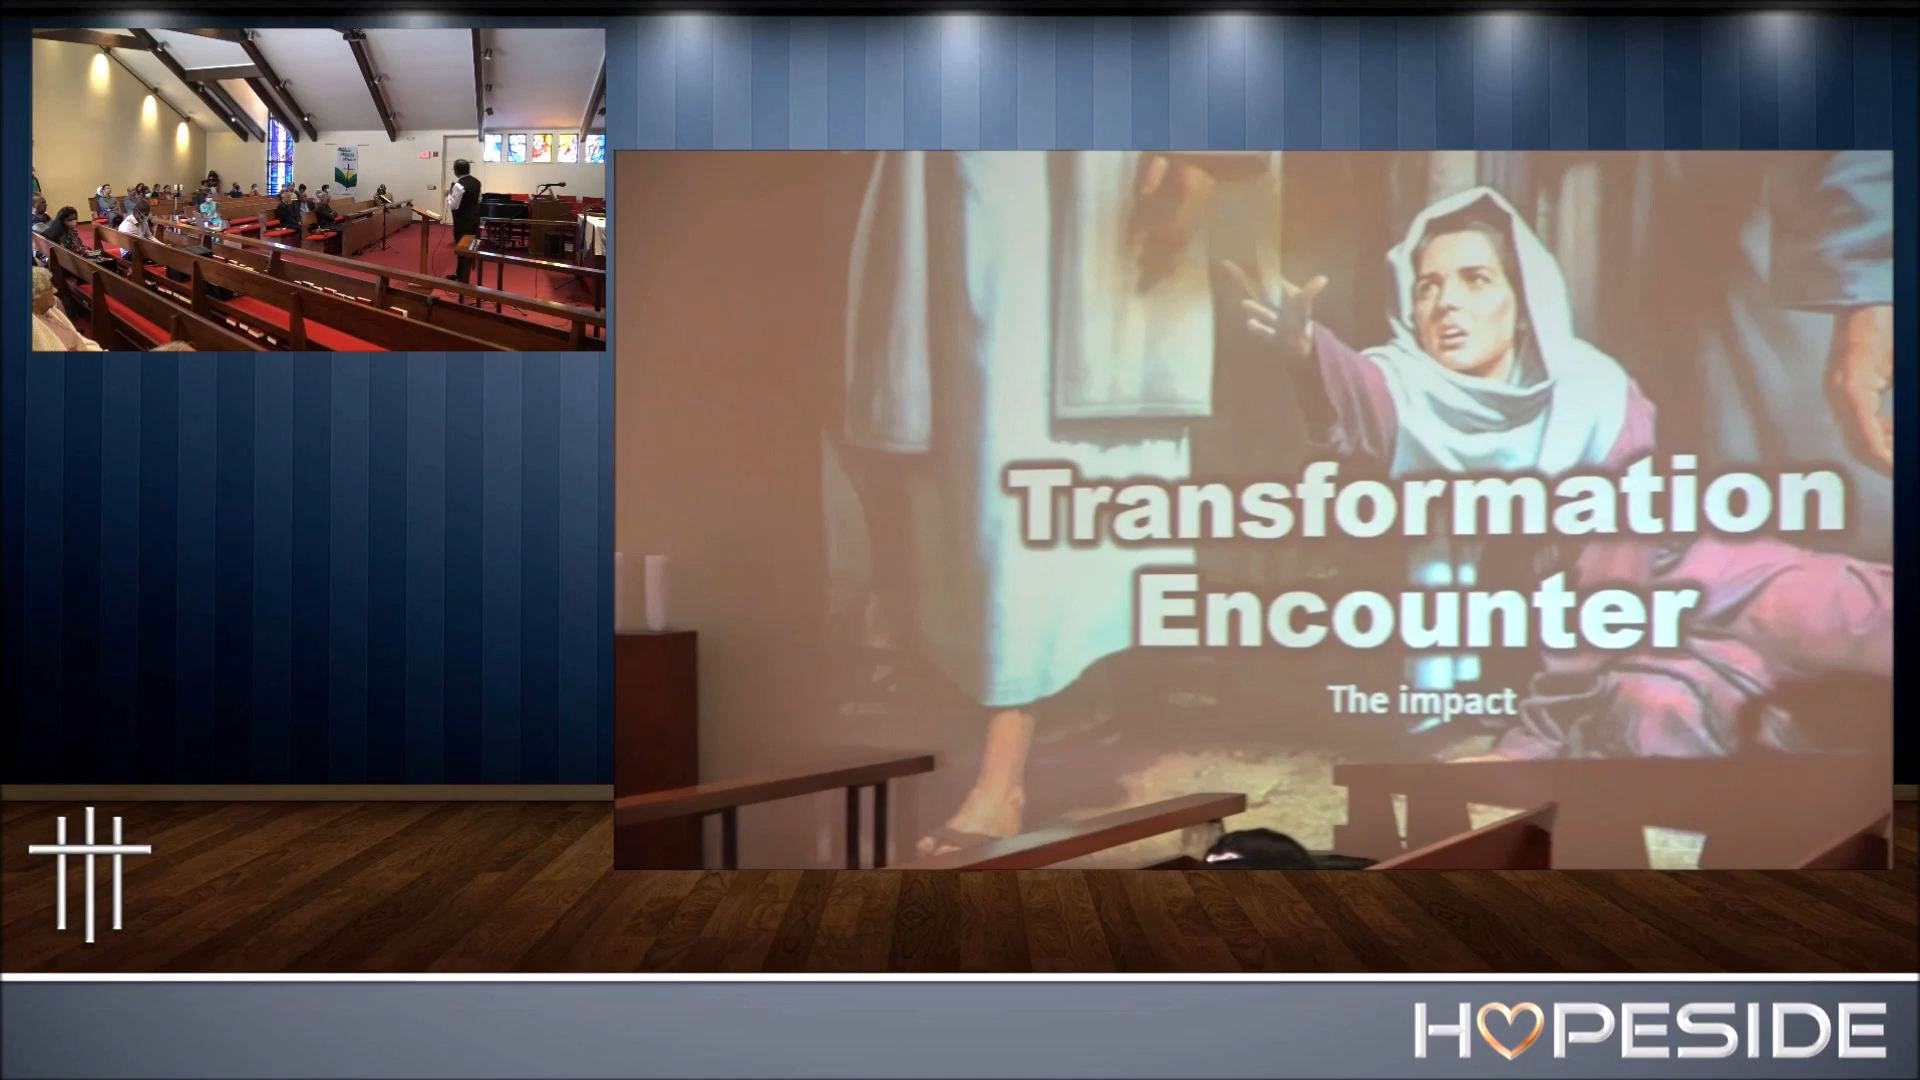 Transformation
Encounter
The impact
HOPESIDE